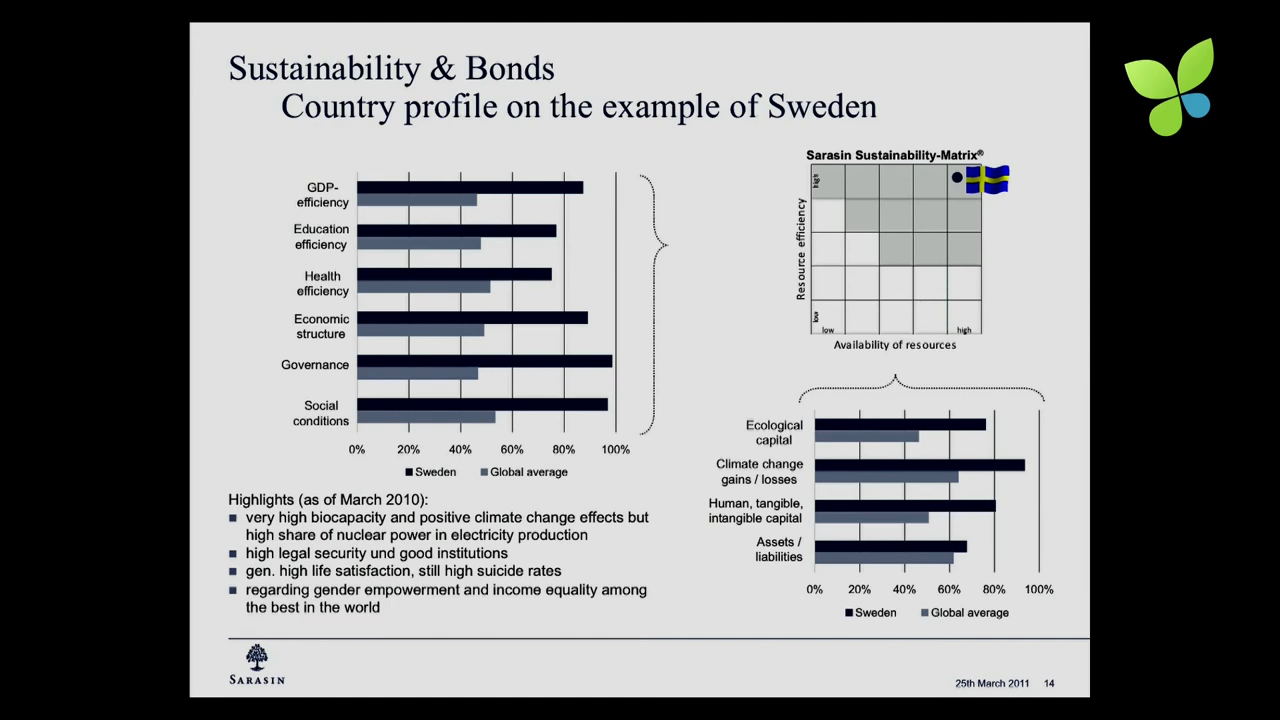 Sustainability & Bonds
Country profile on the example of Sweden
GDP-
efficiency
Education
efficiency
Health
efficiency
Economic
structure
Governance
Social
conditions
0% 20% 40% 60% 80% 100%
Sweden Global average
Highlights (as of March 2010):
very high biocapacity and positive climate change effects but
high share of nuclear power in electricity production
high legal security und good institutions
gen. high life satisfaction, still high suicide rates
regarding gender empowerment and income equality among
the best in the world
Sarasin Sustainability-Matrix®
Resource efficiency
high
low
low high
Availability of resources
Ecological
capital
Climate change
gains / losses
Human, tangible,
intangible capital
Assets /
liabilities
0% 20% 40% 60% 80% 100%
Sweden Global average
SARASIN
25th March 2011 14